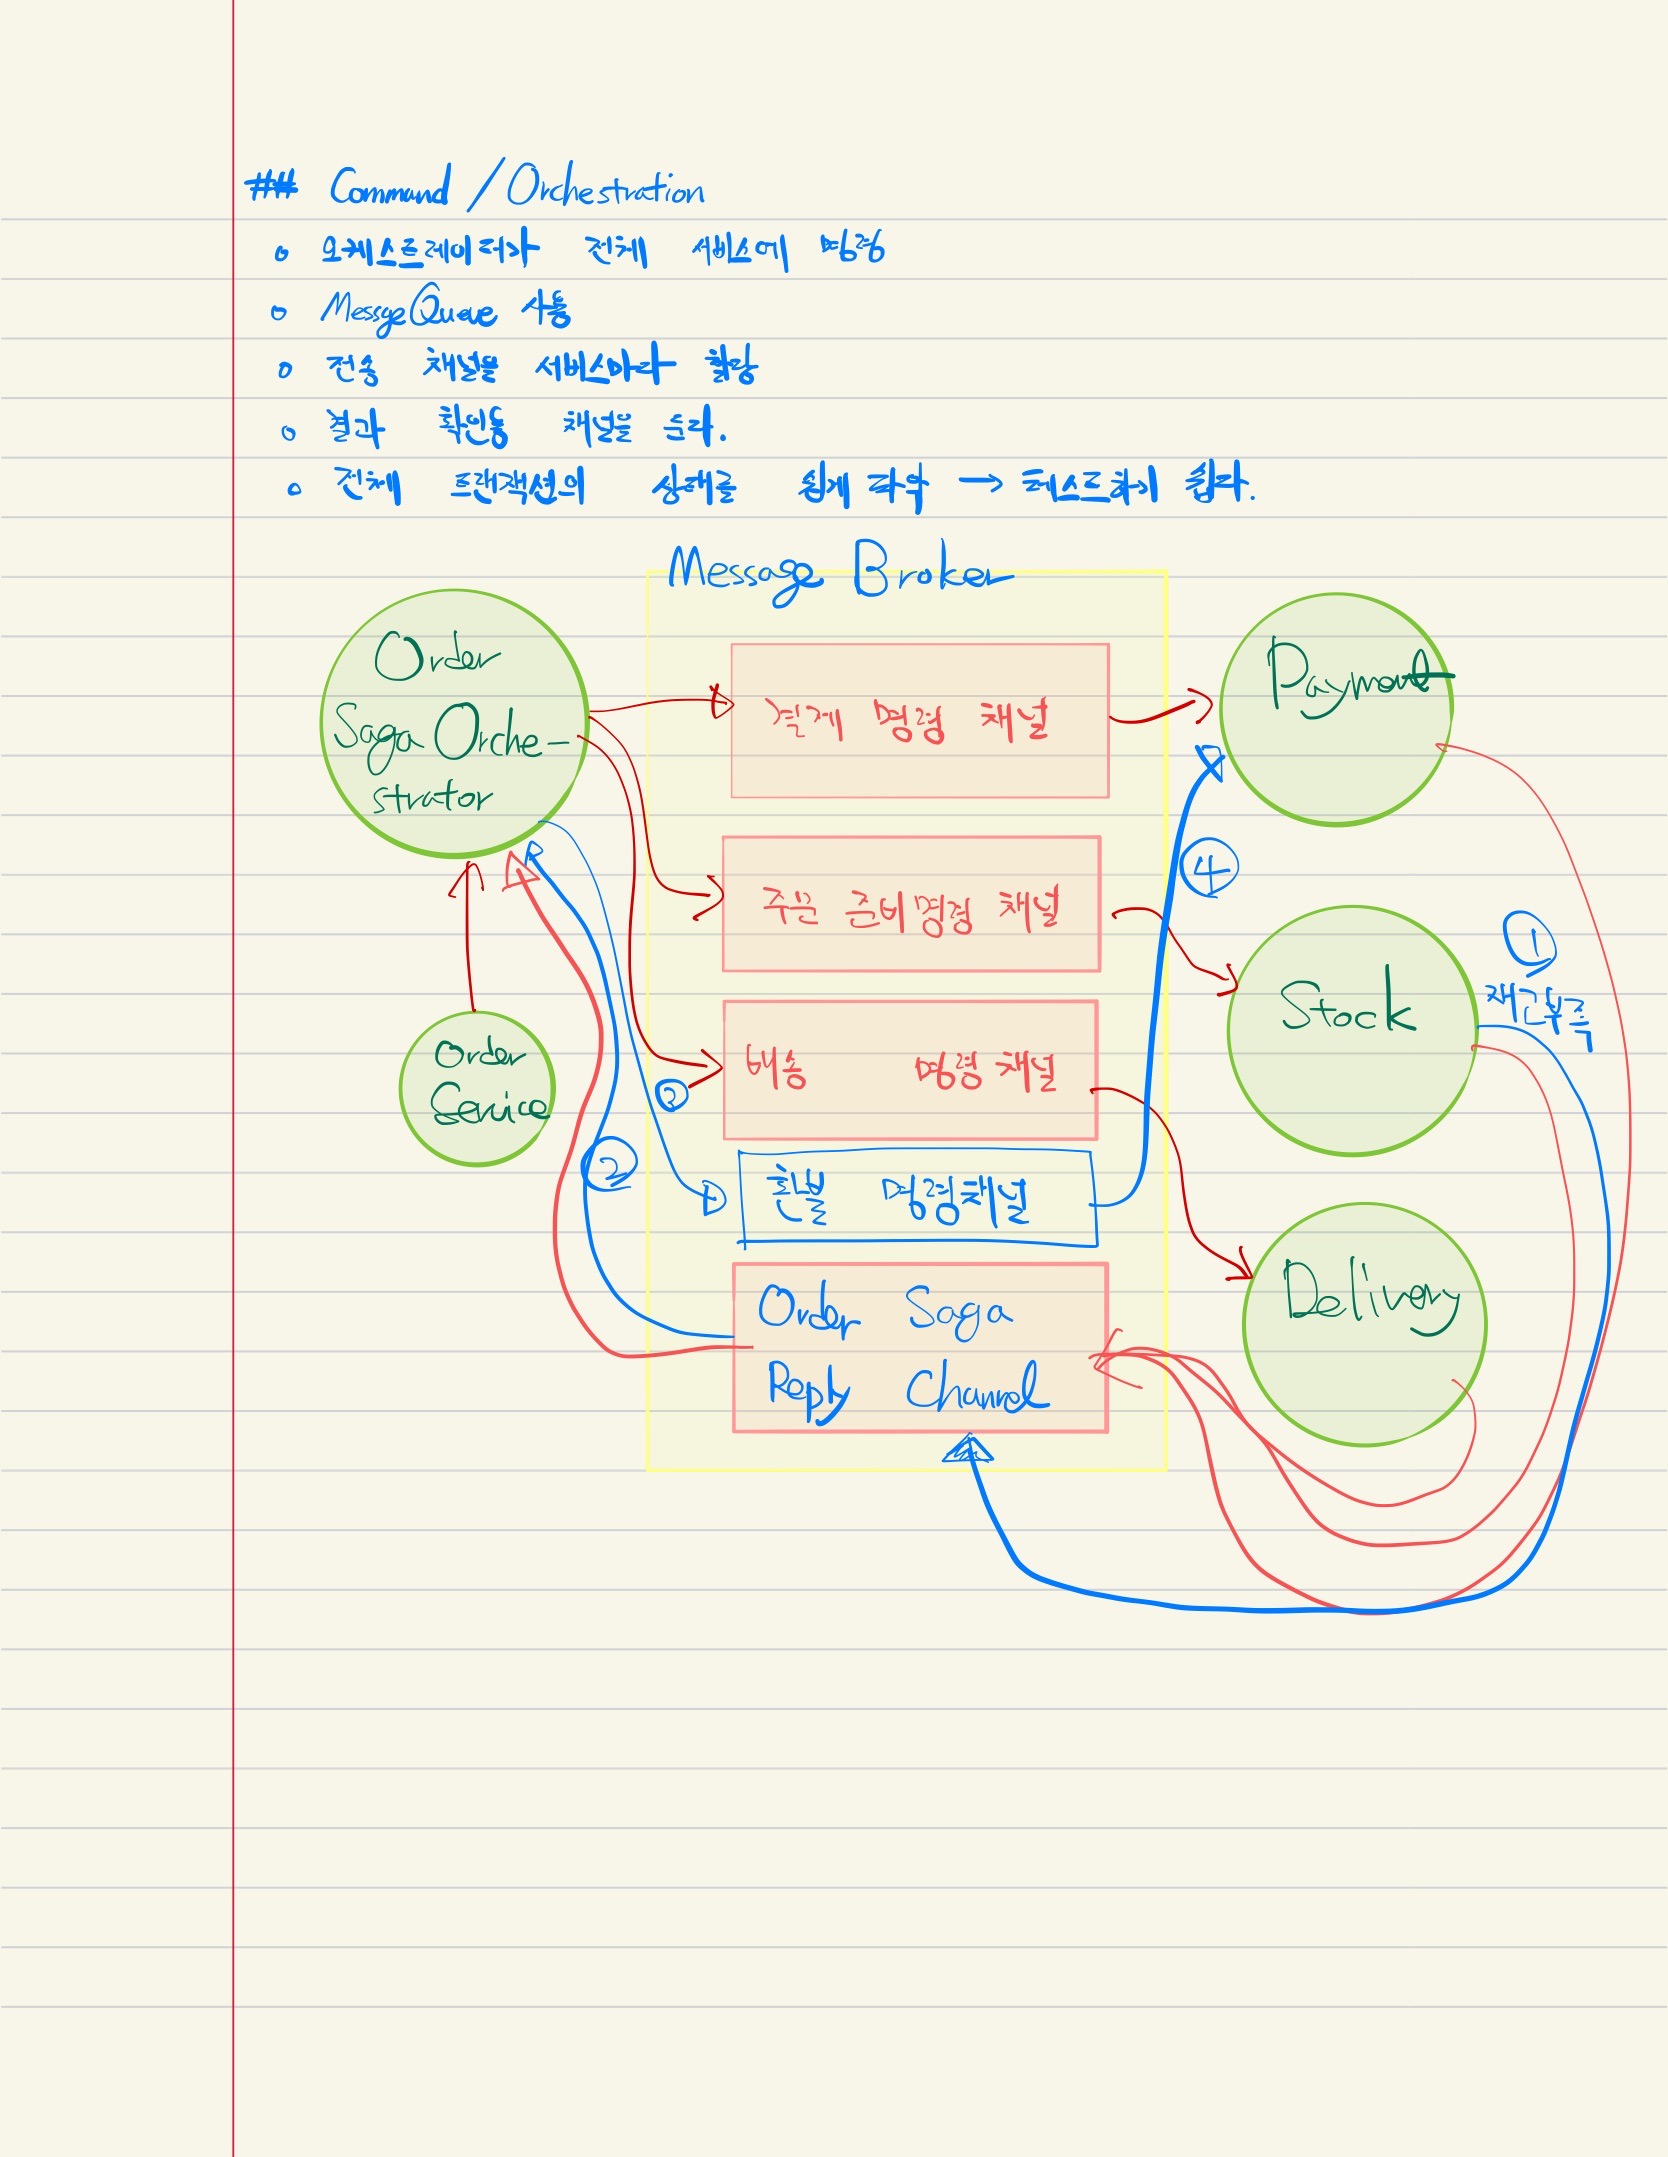 ## Command / Orchestration
o 오케스트레이터가 전체 서비스에 명령
o MessgeQueue 사용
o 전송 채널을 서비스마다 할당
o 결과 확인용 채널을 둔다.
o 전체 트랜잭션의 상태를 쉽게 파악 → 테스트하기 쉽다.
Message Broker
Order
Saga Orche-
strator
결제 명령 채널
Payment
④
주문 준비명령 채널
Stock
①
재고부족
Order
Service
배송 명령 채널
③
②
환불 명령채널
Order Saga
Reply Channel
Delivery